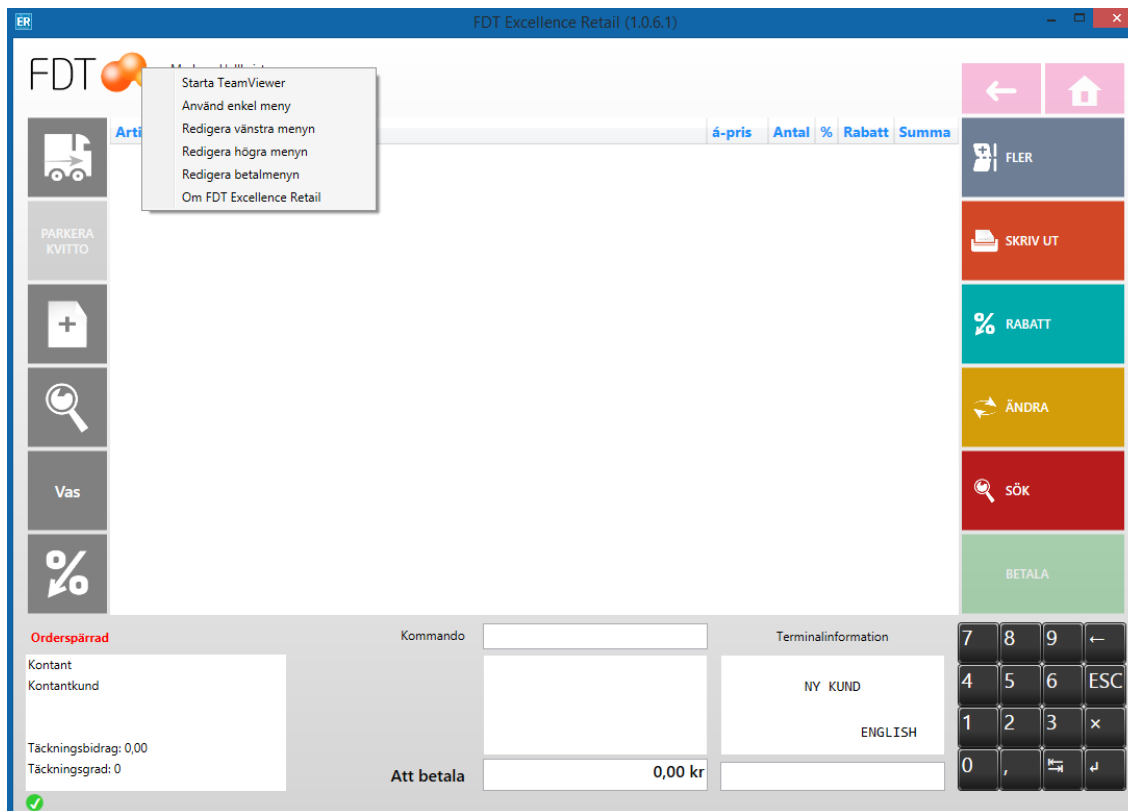 ER
FDT Excellence Retail (1.0.6.1)
FDT
Starta TeamViewer
Använd enkel meny
Redigera vänstra menyn
Redigera högra menyn
Redigera betalmenyn
Om FDT Excellence Retail
Arti
á-pris Antal % Rabatt Summa
PARKERA
KVITTO
Vas
FLER
SKRIV UT
RABATT
ÄNDRA
SÖK
BETALA
Orderspärrad
Kontant
Kontantkund
Täckningsbidrag: 0,00
Täckningsgrad: 0
Kommando
Att betala
0,00 kr
Terminalinformation
NY KUND
ENGLISH
7 8 9 ←
4 5 6 ESC
1 2 3 ×
0 , ↹ ↲